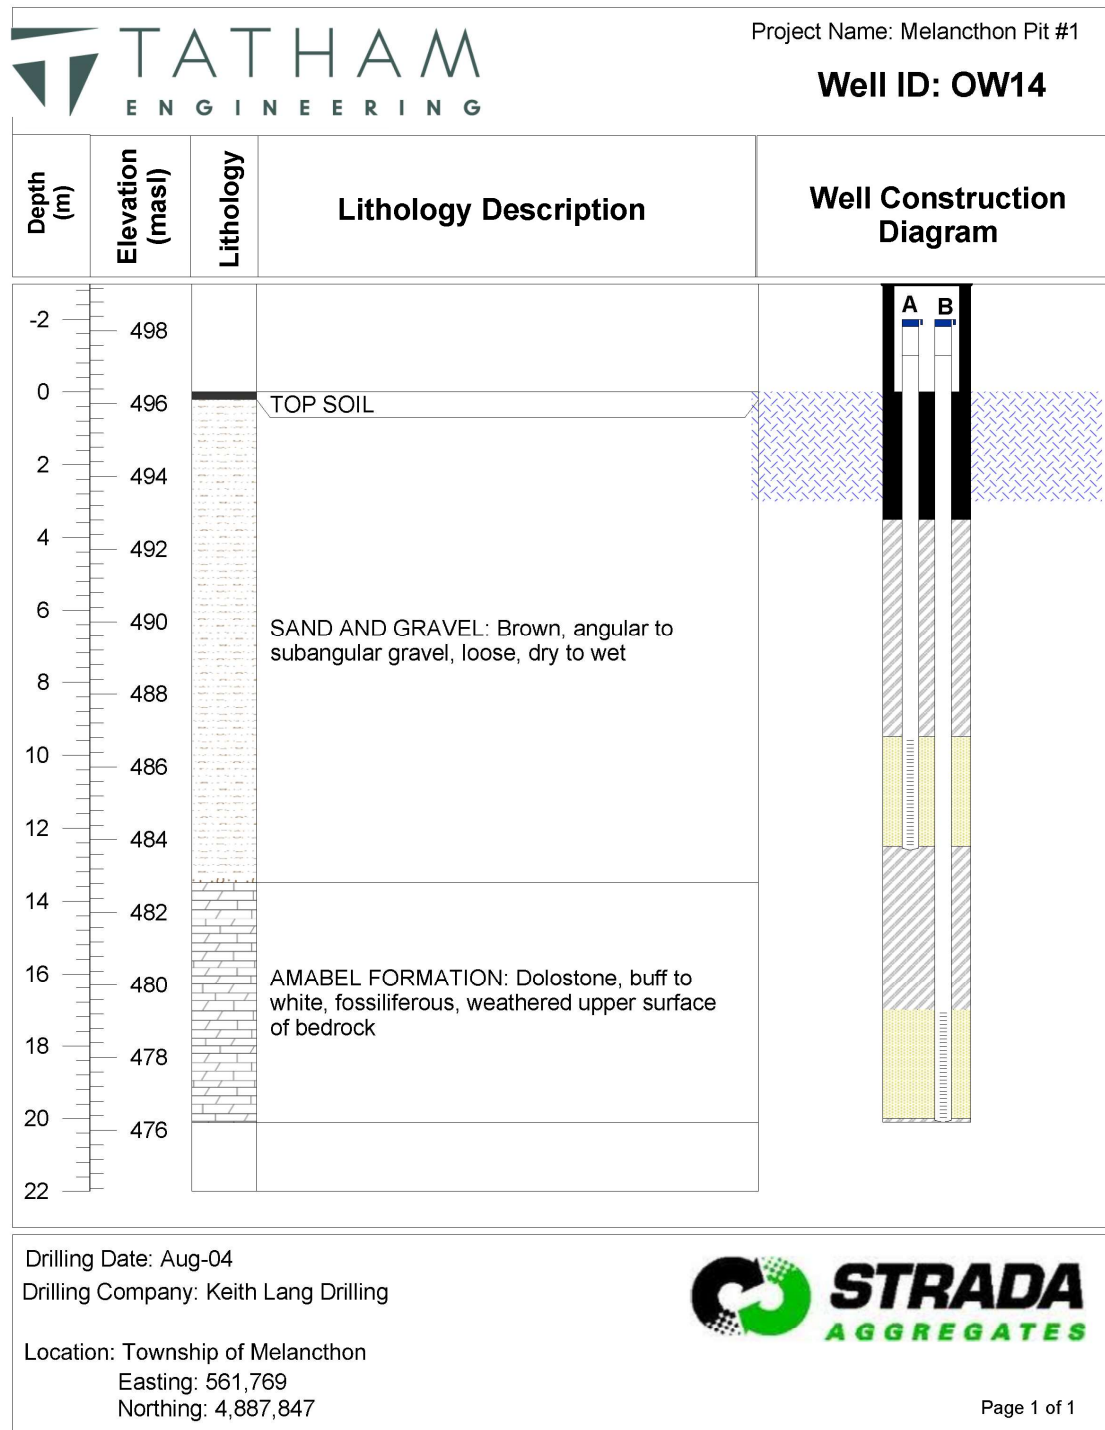 TATHAM
ENGINEERING
Project Name: Melancthon Pit #1
Well ID: OW14
Depth
(m)
Elevation
(masl)
Lithology
Lithology Description
Well Construction
Diagram
A B
-2
498
0
496
TOP SOIL
2
494
4
492
6
490
SAND AND GRAVEL: Brown, angular to
subangular gravel, loose, dry to wet
8
488
10
486
12
484
14
482
16
480
AMABEL FORMATION: Dolostone, buff to
white, fossiliferous, weathered upper surface
of bedrock
18
478
20
476
22
Drilling Date: Aug-04
Drilling Company: Keith Lang Drilling
STRADA
AGGREGATES
Location: Township of Melancthon
Easting: 561,769
Northing: 4,887,847
Page 1 of 1